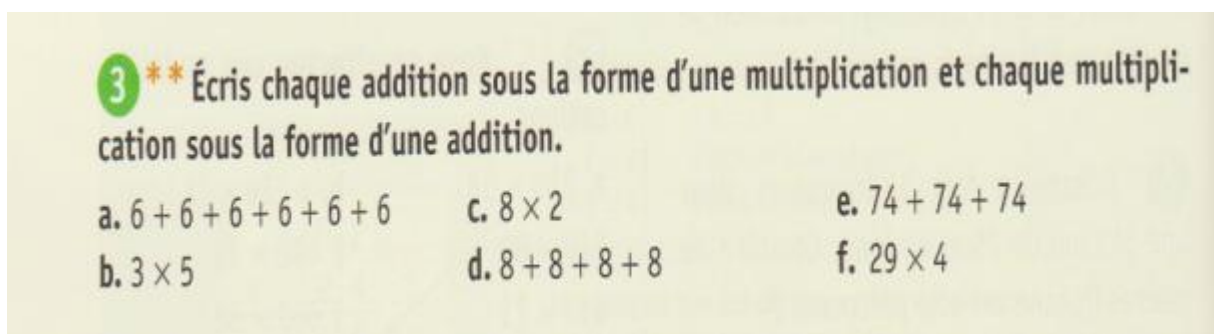 3 ** Écris chaque addition sous la forme d'une multiplication et chaque multipli-
cation sous la forme d'une addition.
a. 6 + 6 + 6 + 6 + 6 + 6 c. 8 × 2 e. 74 + 74 + 74
b. 3 × 5 d. 8 + 8 + 8 + 8 f. 29 × 4